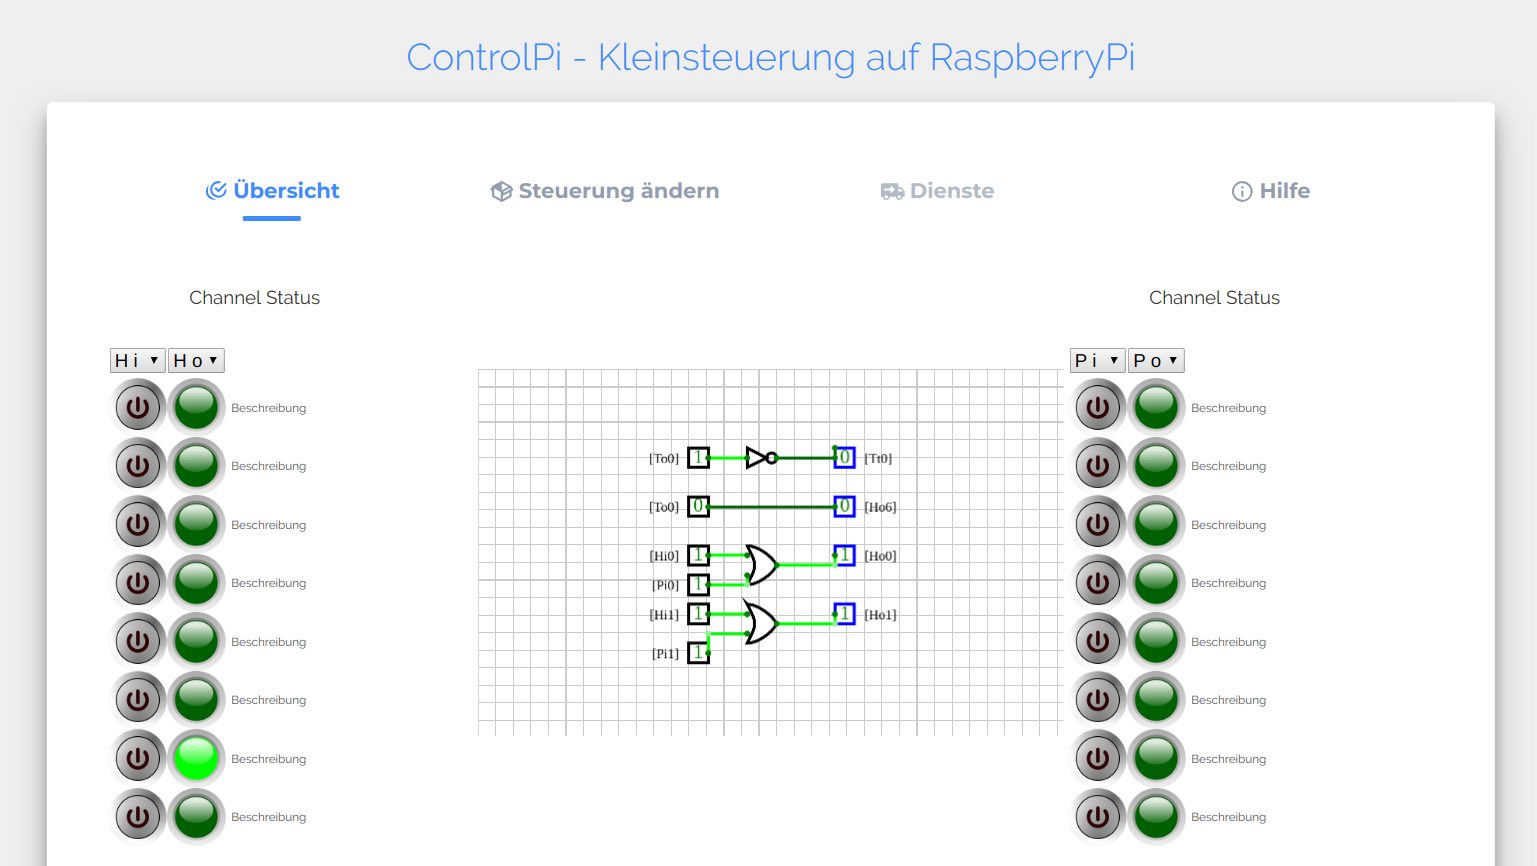 ControlPi - Kleinsteuerung auf RaspberryPi
Übersicht
Steuerung ändern
Dienste
Hilfe
Channel Status
Hi Ho
Beschreibung
Beschreibung
Beschreibung
Beschreibung
Beschreibung
Beschreibung
Beschreibung
Beschreibung
[To0] 1 0 [Tt0]
[To0] 0 0 [Ho6]
[Hi0] 1 1 [Ho0]
[Pi0] 1
[Hi1] 1 1 [Ho1]
[Pi1] 1
Channel Status
Pi Po
Beschreibung
Beschreibung
Beschreibung
Beschreibung
Beschreibung
Beschreibung
Beschreibung
Beschreibung